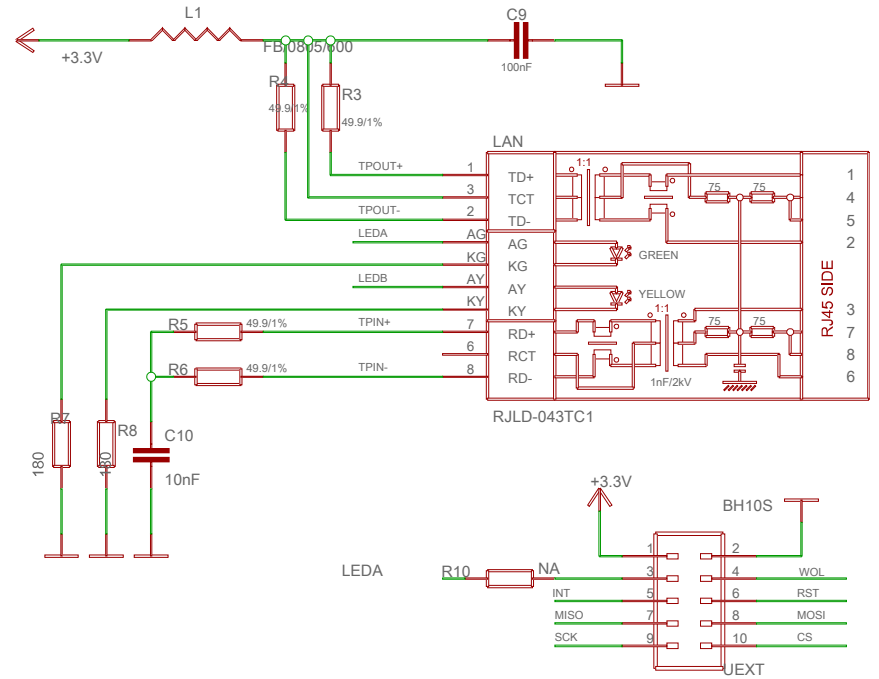 L1
C9
+3.3V
FB 0805/600
100nF
R4
R3
49.9/1%
49.9/1%
LAN
1:1
TPOUT+
1
TD+
75
75
1
3
TCT
4
TPOUT-
2
TD-
5
LEDA
AG
AG
2
KG
KG
GREEN
LEDB
AY
AY
YELLOW
KY
KY
1:1
3
R5
49.9/1%
TPIN+
7
RD+
75
75
7
6
RCT
8
R6
49.9/1%
TPIN-
8
RD-
1nF/2kV
6
RJ45 SIDE
RJLD-043TC1
R7
180
R8
180
C10
10nF
+3.3V
BH10S
1
2
LEDA
R10
NA
3
4
WOL
INT
5
6
RST
MISO
7
8
MOSI
SCK
9
10
CS
UEXT